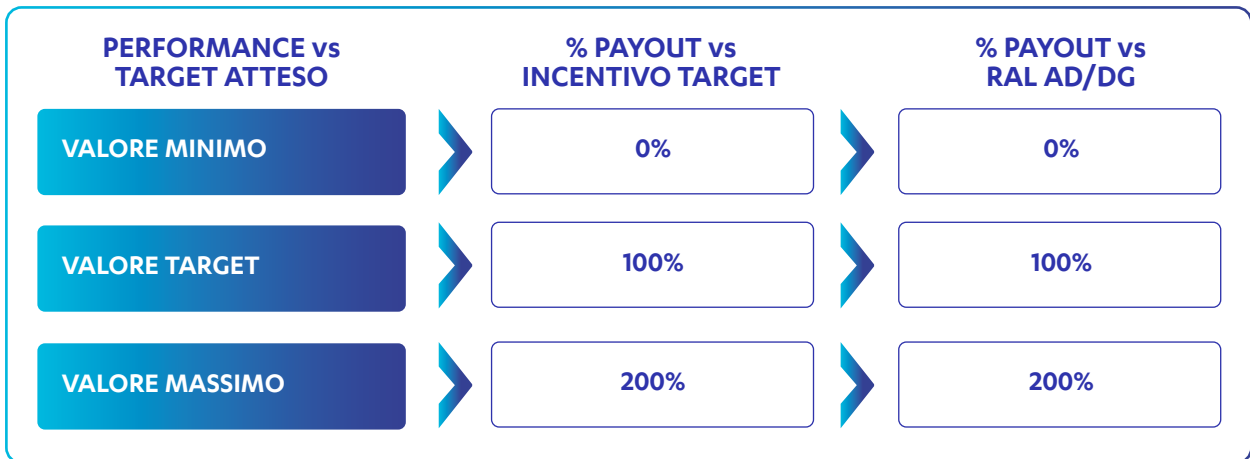 PERFORMANCE vs
TARGET ATTESO
% PAYOUT vs
INCENTIVO TARGET
% PAYOUT vs
RAL AD/DG
VALORE MINIMO
0%
0%
VALORE TARGET
100%
100%
VALORE MASSIMO
200%
200%